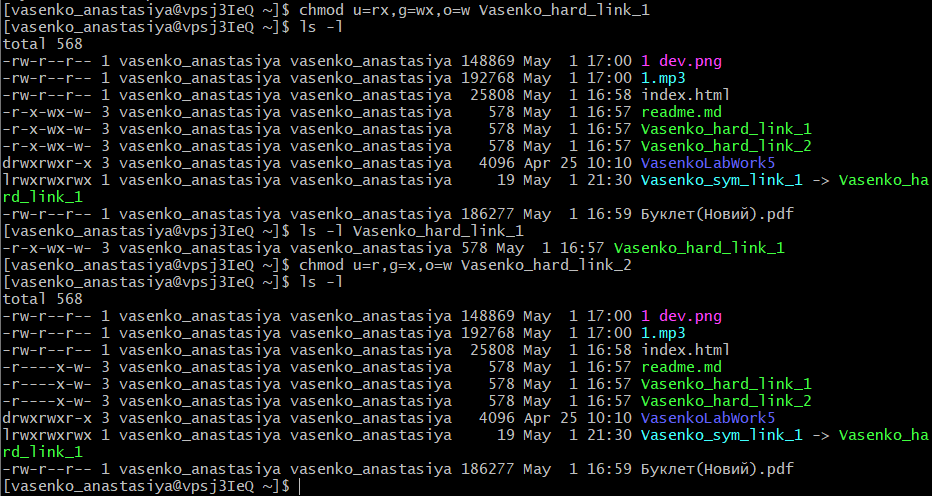 [vasenko_anastasiya@vpsj3IeQ ~]$ chmod u=rx,g=wx,o=w Vasenko_hard_link_1
[vasenko_anastasiya@vpsj3IeQ ~]$ ls -l
total 568
-rw-r--r-- 1 vasenko_anastasiya vasenko_anastasiya 148869 May  1 17:00 1 dev.png
-rw-r--r-- 1 vasenko_anastasiya vasenko_anastasiya 192768 May  1 17:00 1.mp3
-rw-r--r-- 1 vasenko_anastasiya vasenko_anastasiya  25808 May  1 16:58 index.html
-r-x-wx-w- 3 vasenko_anastasiya vasenko_anastasiya    578 May  1 16:57 readme.md
-r-x-wx-w- 3 vasenko_anastasiya vasenko_anastasiya    578 May  1 16:57 Vasenko_hard_link_1
-r-x-wx-w- 3 vasenko_anastasiya vasenko_anastasiya    578 May  1 16:57 Vasenko_hard_link_2
drwxrwxr-x 3 vasenko_anastasiya vasenko_anastasiya   4096 Apr 25 10:10 VasenkoLabWork5
lrwxrwxrwx 1 vasenko_anastasiya vasenko_anastasiya     19 May  1 21:30 Vasenko_sym_link_1 -> Vasenko_ha
rd_link_1
-rw-r--r-- 1 vasenko_anastasiya vasenko_anastasiya 186277 May  1 16:59 Буклет(Новий).pdf
[vasenko_anastasiya@vpsj3IeQ ~]$ ls -l Vasenko_hard_link_1
-r-x-wx-w- 3 vasenko_anastasiya vasenko_anastasiya 578 May  1 16:57 Vasenko_hard_link_1
[vasenko_anastasiya@vpsj3IeQ ~]$ chmod u=r,g=x,o=w Vasenko_hard_link_2
[vasenko_anastasiya@vpsj3IeQ ~]$ ls -l
total 568
-rw-r--r-- 1 vasenko_anastasiya vasenko_anastasiya 148869 May  1 17:00 1 dev.png
-rw-r--r-- 1 vasenko_anastasiya vasenko_anastasiya 192768 May  1 17:00 1.mp3
-rw-r--r-- 1 vasenko_anastasiya vasenko_anastasiya  25808 May  1 16:58 index.html
-r----x-w- 3 vasenko_anastasiya vasenko_anastasiya    578 May  1 16:57 readme.md
-r----x-w- 3 vasenko_anastasiya vasenko_anastasiya    578 May  1 16:57 Vasenko_hard_link_1
-r----x-w- 3 vasenko_anastasiya vasenko_anastasiya    578 May  1 16:57 Vasenko_hard_link_2
drwxrwxr-x 3 vasenko_anastasiya vasenko_anastasiya   4096 Apr 25 10:10 VasenkoLabWork5
lrwxrwxrwx 1 vasenko_anastasiya vasenko_anastasiya     19 May  1 21:30 Vasenko_sym_link_1 -> Vasenko_ha
rd_link_1
-rw-r--r-- 1 vasenko_anastasiya vasenko_anastasiya 186277 May  1 16:59 Буклет(Новий).pdf
[vasenko_anastasiya@vpsj3IeQ ~]$